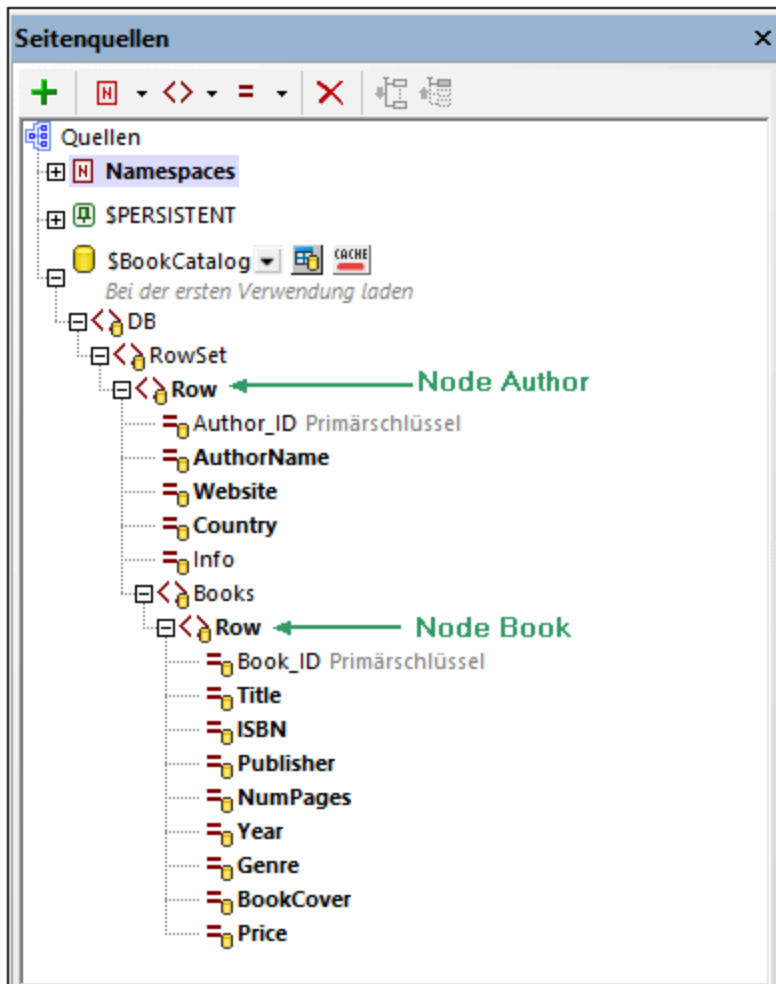 Seitenquellen
Quellen
Namespaces
$PERSISTENT
$BookCatalog CACHE
Bei der ersten Verwendung laden
DB
RowSet
Row Node Author
Author_ID Primärschlüssel
AuthorName
Website
Country
Info
Books
Row Node Book
Book_ID Primärschlüssel
Title
ISBN
Publisher
NumPages
Year
Genre
BookCover
Price